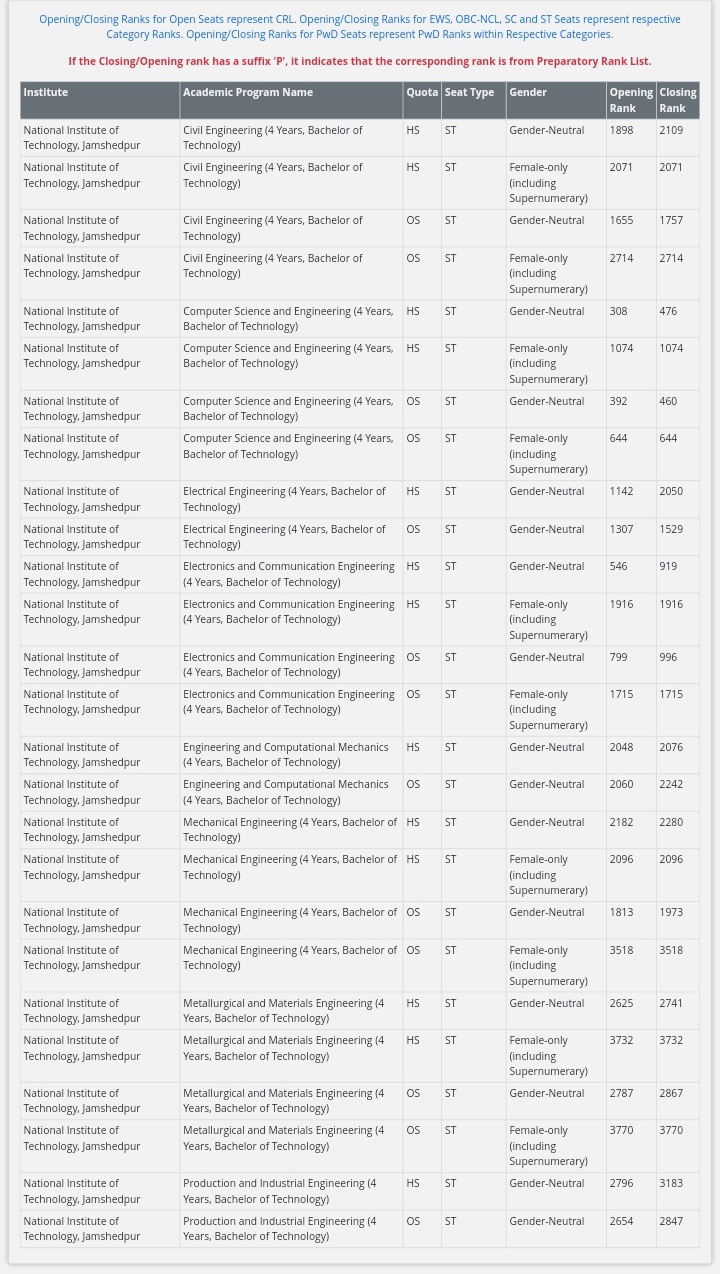 Opening/Closing Ranks for Open Seats represent CRL. Opening/Closing Ranks for EWS, OBC-NCL, SC and ST Seats represent respective
Category Ranks. Opening/Closing Ranks for PwD Seats represent PwD Ranks within Respective Categories.
If the Closing/Opening rank has a suffix 'P', it indicates that the corresponding rank is from Preparatory Rank List.
Institute Academic Program Name Quota Seat Type Gender Opening Closing
Rank Rank
National Institute of Civil Engineering (4 Years, Bachelor of HS ST Gender-Neutral 1898 2109
Technology, Jamshedpur Technology)
National Institute of Civil Engineering (4 Years, Bachelor of HS ST Female-only 2071 2071
Technology, Jamshedpur Technology) (including
Supernumerary)
National Institute of Civil Engineering (4 Years, Bachelor of OS ST Gender-Neutral 1655 1757
Technology, Jamshedpur Technology)
National Institute of Civil Engineering (4 Years, Bachelor of OS ST Female-only 2714 2714
Technology, Jamshedpur Technology) (including
Supernumerary)
National Institute of Computer Science and Engineering (4 Years, HS ST Gender-Neutral 308 476
Technology, Jamshedpur Bachelor of Technology)
National Institute of Computer Science and Engineering (4 Years, HS ST Female-only 1074 1074
Technology, Jamshedpur Bachelor of Technology) (including
Supernumerary)
National Institute of Computer Science and Engineering (4 Years, OS ST Gender-Neutral 392 460
Technology, Jamshedpur Bachelor of Technology)
National Institute of Computer Science and Engineering (4 Years, OS ST Female-only 644 644
Technology, Jamshedpur Bachelor of Technology) (including
Supernumerary)
National Institute of Electrical Engineering (4 Years, Bachelor of HS ST Gender-Neutral 1142 2050
Technology, Jamshedpur Technology)
National Institute of Electrical Engineering (4 Years, Bachelor of OS ST Gender-Neutral 1307 1529
Technology, Jamshedpur Technology)
National Institute of Electronics and Communication Engineering HS ST Gender-Neutral 546 919
Technology, Jamshedpur (4 Years, Bachelor of Technology)
National Institute of Electronics and Communication Engineering HS ST Female-only 1916 1916
Technology, Jamshedpur (4 Years, Bachelor of Technology) (including
Supernumerary)
National Institute of Electronics and Communication Engineering OS ST Gender-Neutral 799 996
Technology, Jamshedpur (4 Years, Bachelor of Technology)
National Institute of Electronics and Communication Engineering OS ST Female-only 1715 1715
Technology, Jamshedpur (4 Years, Bachelor of Technology) (including
Supernumerary)
National Institute of Engineering and Computational Mechanics HS ST Gender-Neutral 2048 2076
Technology, Jamshedpur (4 Years, Bachelor of Technology)
National Institute of Engineering and Computational Mechanics OS ST Gender-Neutral 2060 2242
Technology, Jamshedpur (4 Years, Bachelor of Technology)
National Institute of Mechanical Engineering (4 Years, Bachelor of HS ST Gender-Neutral 2182 2280
Technology, Jamshedpur Technology)
National Institute of Mechanical Engineering (4 Years, Bachelor of HS ST Female-only 2096 2096
Technology, Jamshedpur Technology) (including
Supernumerary)
National Institute of Mechanical Engineering (4 Years, Bachelor of OS ST Gender-Neutral 1813 1973
Technology, Jamshedpur Technology)
National Institute of Mechanical Engineering (4 Years, Bachelor of OS ST Female-only 3518 3518
Technology, Jamshedpur Technology) (including
Supernumerary)
National Institute of Metallurgical and Materials Engineering (4 HS ST Gender-Neutral 2625 2741
Technology, Jamshedpur Years, Bachelor of Technology)
National Institute of Metallurgical and Materials Engineering (4 HS ST Female-only 3732 3732
Technology, Jamshedpur Years, Bachelor of Technology) (including
Supernumerary)
National Institute of Metallurgical and Materials Engineering (4 OS ST Gender-Neutral 2787 2867
Technology, Jamshedpur Years, Bachelor of Technology)
National Institute of Metallurgical and Materials Engineering (4 OS ST Female-only 3770 3770
Technology, Jamshedpur Years, Bachelor of Technology) (including
Supernumerary)
National Institute of Production and Industrial Engineering (4 HS ST Gender-Neutral 2796 3183
Technology, Jamshedpur Years, Bachelor of Technology)
National Institute of Production and Industrial Engineering (4 OS ST Gender-Neutral 2654 2847
Technology, Jamshedpur Years, Bachelor of Technology)